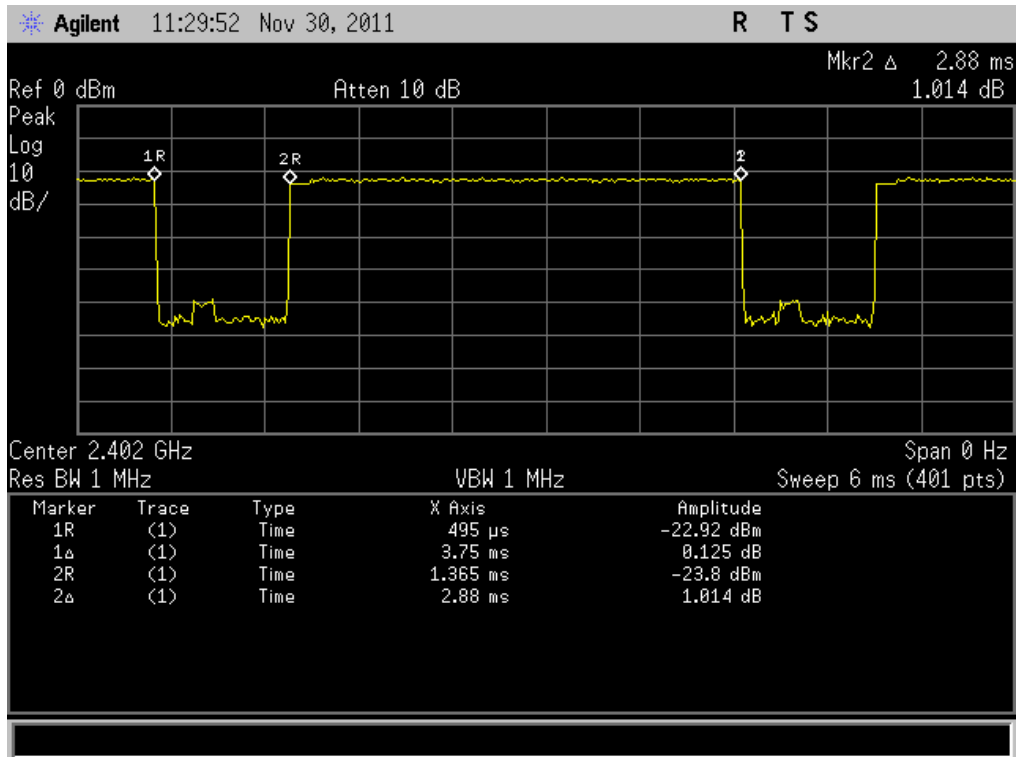 Agilent 11:29:52 Nov 30, 2011 R T S
Mkr2 Δ 2.88 ms
Ref 0 dBm Atten 10 dB 1.014 dB
Peak
Log
10
dB/
1R
2R
2
Center 2.402 GHz Span 0 Hz
Res BW 1 MHz VBW 1 MHz Sweep 6 ms (401 pts)
Marker Trace Type X Axis Amplitude
1R (1) Time 495 µs -22.92 dBm
1Δ (1) Time 3.75 ms 0.125 dB
2R (1) Time 1.365 ms -23.8 dBm
2Δ (1) Time 2.88 ms 1.014 dB